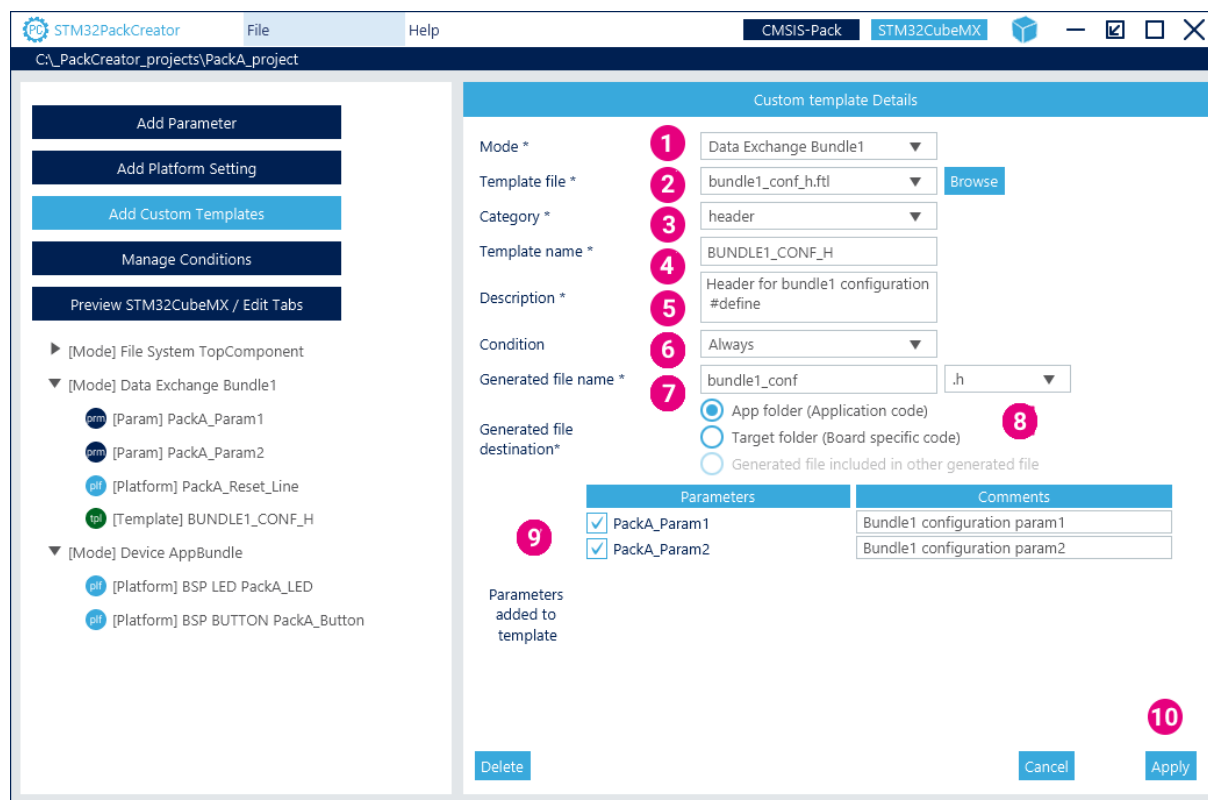 PC STM32PackCreator File Help CMSIS-Pack STM32CubeMX
C:\_PackCreator_projects\PackA_project
Add Parameter
Add Platform Setting
Add Custom Templates
Manage Conditions
Preview STM32CubeMX / Edit Tabs
[Mode] File System TopComponent
[Mode] Data Exchange Bundle1
prm [Param] PackA_Param1
prm [Param] PackA_Param2
plf [Platform] PackA_Reset_Line
tpl [Template] BUNDLE1_CONF_H
[Mode] Device AppBundle
plf [Platform] BSP LED PackA_LED
plf [Platform] BSP BUTTON PackA_Button
Custom template Details
Mode * 1 Data Exchange Bundle1
Template file * 2 bundle1_conf_h.ftl Browse
Category * 3 header
Template name * 4 BUNDLE1_CONF_H
Description * 5 Header for bundle1 configuration
#define
Condition 6 Always
Generated file name * 7 bundle1_conf .h
Generated file
destination*
App folder (Application code) 8
Target folder (Board specific code)
Generated file included in other generated file
Parameters Comments
9 PackA_Param1 Bundle1 configuration param1
PackA_Param2 Bundle1 configuration param2
Parameters
added to
template
10
Delete Cancel Apply